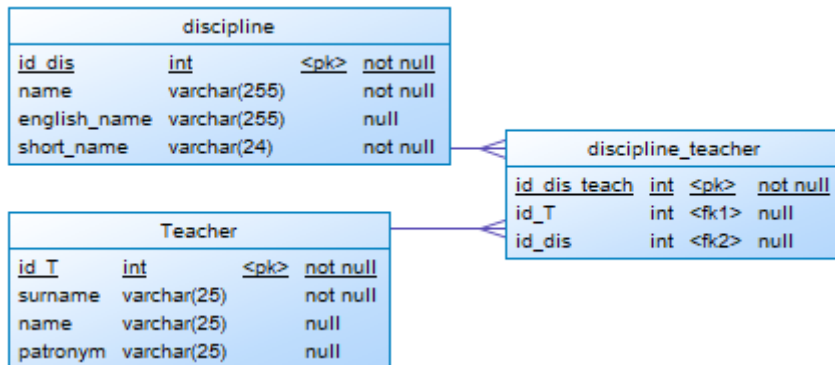 discipline
id_dis int <pk> not null
name varchar(255) not null
english_name varchar(255) null
short_name varchar(24) not null
discipline_teacher
id_dis_teach int <pk> not null
id_T int <fk1> null
id_dis int <fk2> null
Teacher
id_T int <pk> not null
surname varchar(25) not null
name varchar(25) null
patronym varchar(25) null